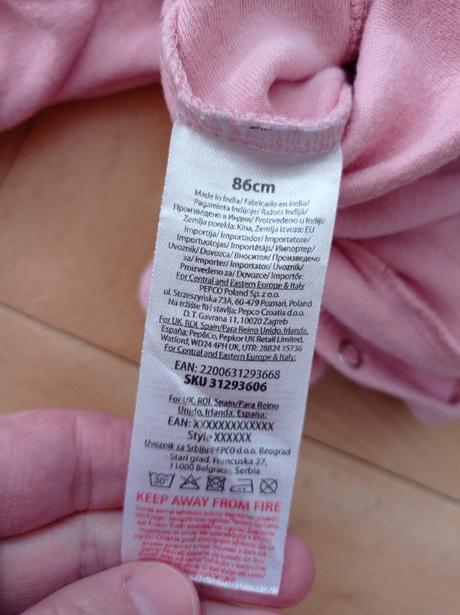 86cm
Made in India/ Fabricado en India/
Pagaminta Indijoje/ Ražots Indijā/
Произведено в Индия/ Proizvedeno u Indiji/
Zemlja porekla: Kina, Zemlja izvoza: EU
Importija/ Importador/ Importatore/
Importuotojas/ Importētājs/ Импортер/
Uvoznik/ Dovozca/ Вносител/ Произведено
za/ Importer/ Importator/ Uvoznik/
Proizvedeno za/ Dovozce/ Importőr:
For Central and Eastern Europe & Italy
PEPCO Poland Sp. z o.o.
ul. Strzeszyńska 73A, 60-479 Poznań, Poland
Na tržište RH stavlja: Pepco Croatia d.o.o.
D. T. Gavrana 11, 10020 Zagreb
For UK, ROI, Spain/Para Reino Unido, Irlanda,
España; Pep&Co, Pepkor UK Retail Limited,
Watford, WD24 4PH UK, UTR: 28824 15736
For Central and Eastern Europe & Italy:
EAN: 2200631293668
SKU 31293606
For UK, ROI, Spain/Para Reino
Unido, Irlanda, España:
EAN: XXXXXXXXXXXXX
Style: XXXXXX
Uvoznik za Srbiju: PEPCO d.o.o. Beograd
- Stari grad, Francuska 27,
11000 Belgrade, Serbia
30°
KEEP AWAY FROM FIRE